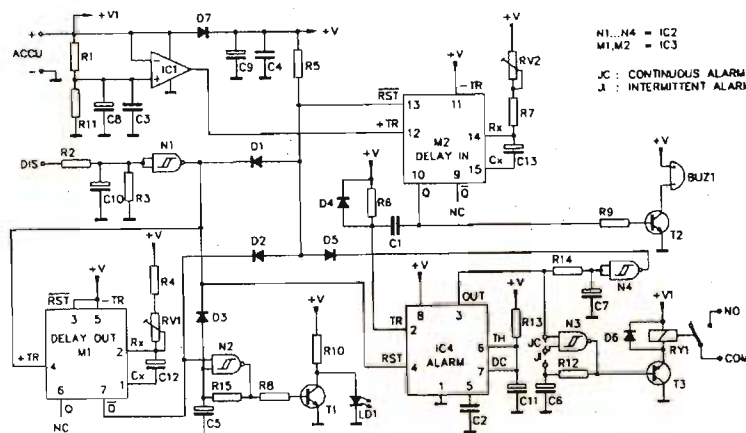 +V1
D7
+V
+
ACCU
-
R1
IC1
C9
C4
R5
R11
C8
C3
N1...N4 = IC2
M1,M2 = IC3
JC : CONTINUOUS ALARM
JI : INTERMITTENT ALARM
+V
RV2
R7
C13
RST
-TR
13
11
+TR
12
M2
DELAY IN
14
Rx
15
Cx
10
9
Q
Q
NC
DIS
R2
N1
D1
C10
R3
D4
+V
R6
C1
R9
+V
BUZ1
T2
D2
D5
R14
N4
C7
+V
R4
RV1
C12
RST
-TR
3
5
DELAY OUT
M1
+TR
4
2
Rx
1
Cx
6
7
Q
Q
NC
D3
N2
R15
R8
C5
+V
R10
T1
LD1
+V
OUT
8
3
TR
2
IC4
ALARM
RST
4
TH
6
DC
7
1
5
C2
+V
R13
C11
JC
JI
N3
R12
C6
+V1
D6
RY1
T3
NO
COM